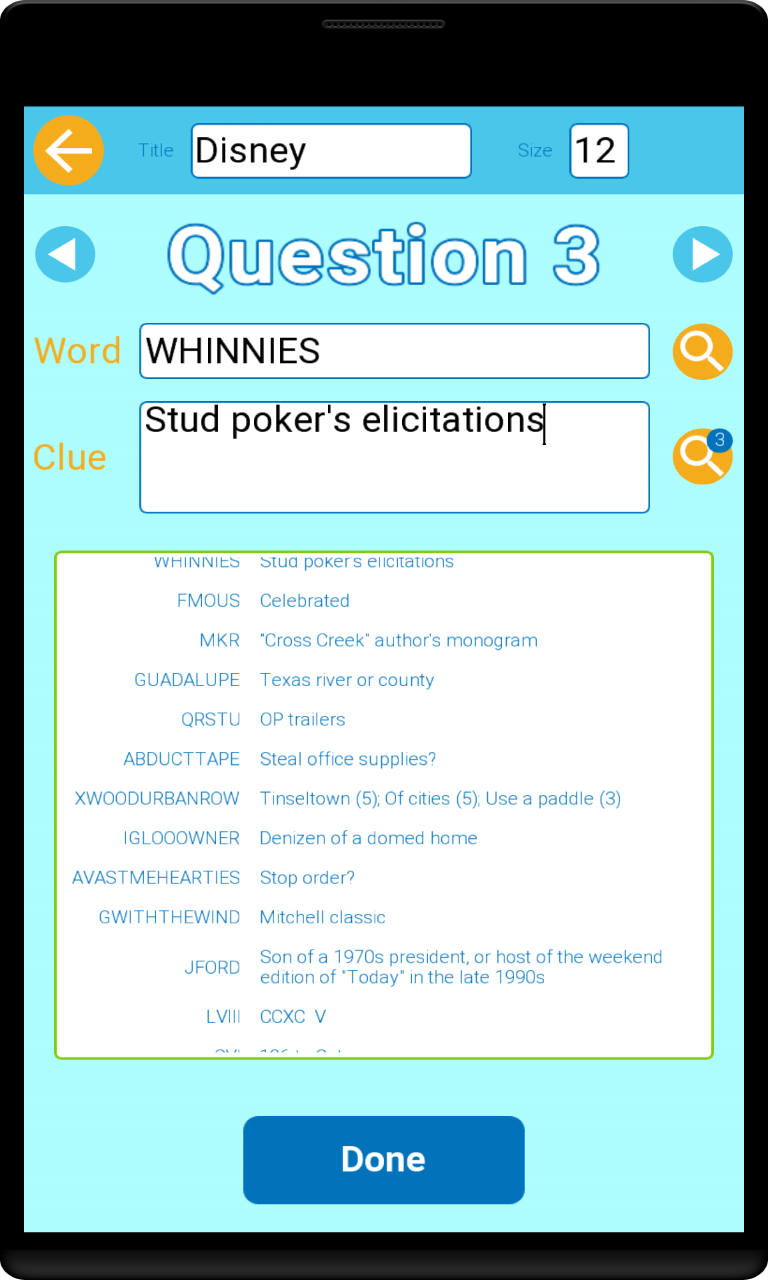 Title Disney Size 12
Question 3
Word WHINNIES
Clue Stud poker's elicitations
3
WHINNIES Stud poker's elicitations
FMOUS Celebrated
MKR "Cross Creek" author's monogram
GUADALUPE Texas river or county
QRSTU OP trailers
ABDUCTTAPE Steal office supplies?
XWOODURBANROW Tinseltown (5); Of cities (5); Use a paddle (3)
IGLOOOWNER Denizen of a domed home
AVASTMEHEARTIES Stop order?
GWITHTHEWIND Mitchell classic
JFORD Son of a 1970s president, or host of the weekend
edition of "Today" in the late 1990s
LVIII CCXC V
Done